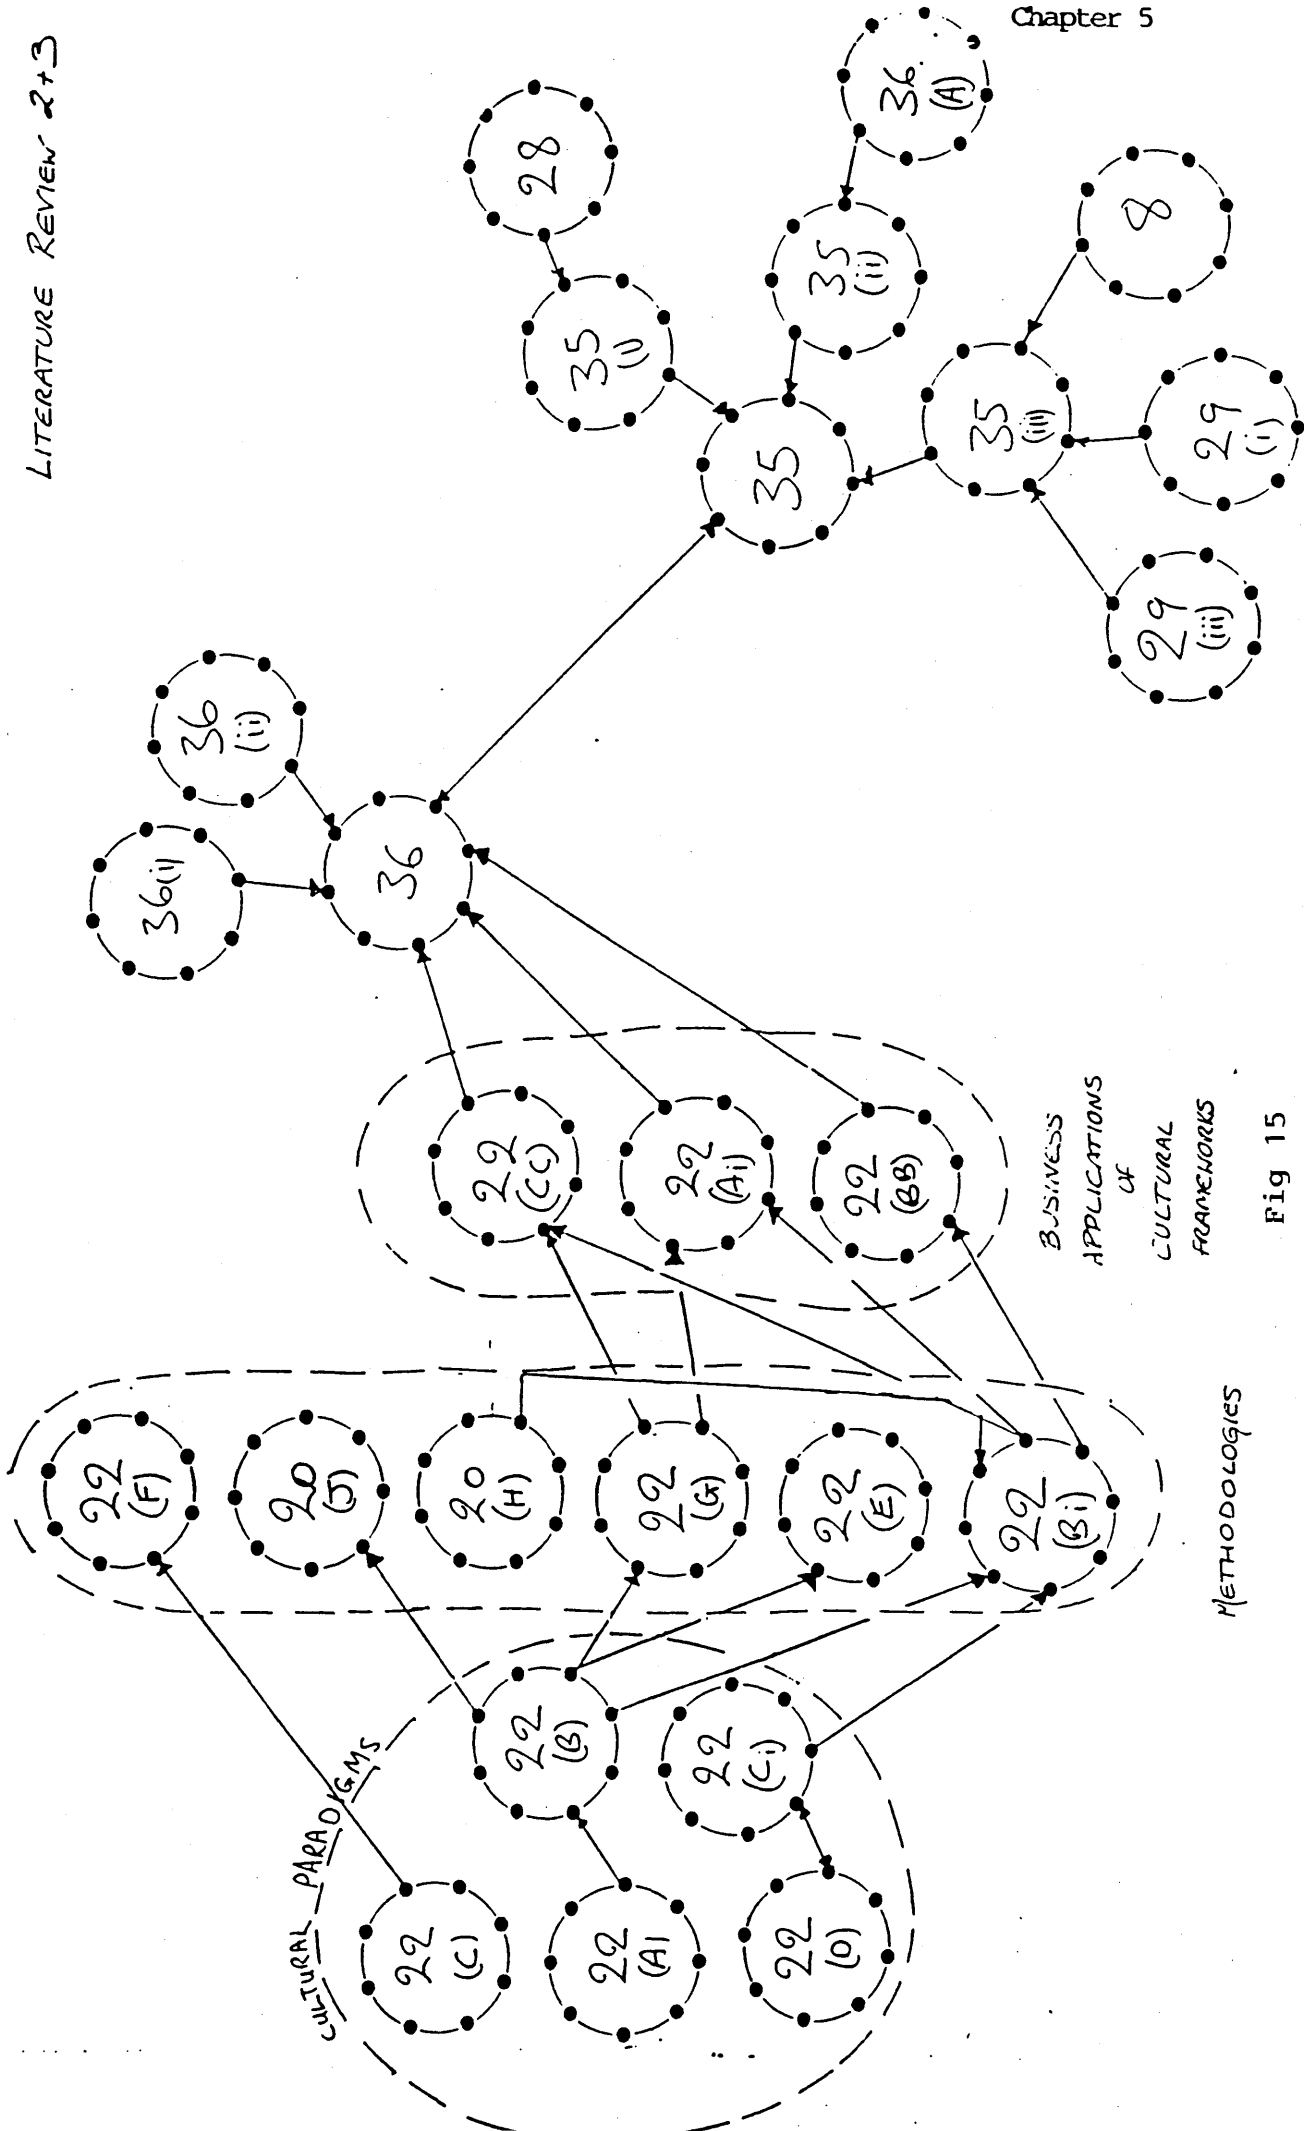 Chapter 5
LITERATURE REVIEW 2+3
36(i)
36
(ii)
36
28
35
(i)
35
(ii)
36.
(A)
35
35
(iii)
8
29
(i)
29
(iii)
CULTURAL PARADIGMS
22
(C)
22
(A)
22
(D)
22
(B)
22
(Ci)
22
(F)
20
(J)
20
(H)
22
(G)
22
(E)
22
(Bi)
METHODOLOGIES
22
(CC)
22
(Ai)
22
(BB)
BUSINESS
APPLICATIONS
OF
CULTURAL
FRAMEWORKS
Fig 15